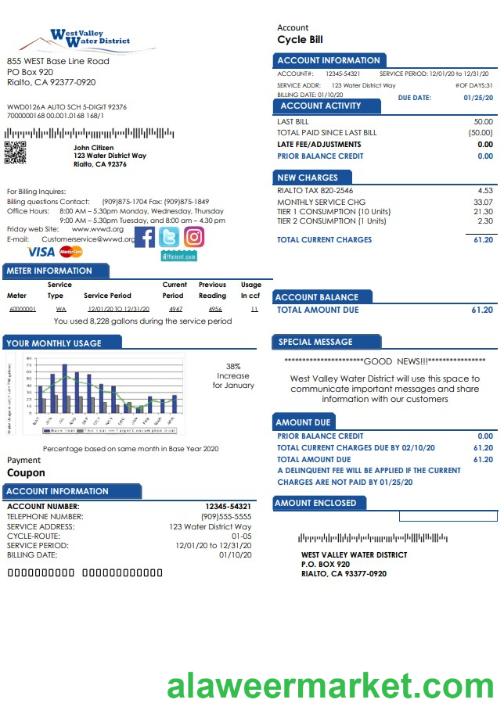 West Valley
Water District
855 WEST Base Line Road
PO Box 920
Rialto, CA 92377-0920
WWD0126A AUTO SCH 5-DIGIT 92376
7000000168 00.001.0168 168/1
John Citizen
123 Water District Way
Rialto, CA 92376
For Billing Inquires:
Billing questions Contact: (909)875-1704 Fax: (909)875-1849
Office Hours: 8:00 AM – 5.30pm Monday, Wednesday, Thursday
9:00 AM – 5.30pm Tuesday, and 8:00 am – 4.30 pm
Friday web Site: www.wvwd.org
E-mail: Customerservice@wvwd.org
VISA MasterCard
METER INFORMATION
Service Current Previous Usage
Meter Type Service Period Period Reading In ccf
60000001 WA 12/01/20 TO 12/31/20 4947 4956 11
You used 8,228 gallons during the service period
YOUR MONTHLY USAGE
38%
Increase
for January
Percentage based on same month in Base Year 2020
Payment
Coupon
ACCOUNT INFORMATION
ACCOUNT NUMBER: 12345-54321
TELEPHONE NUMBER: (909)555-5555
SERVICE ADDRESS: 123 Water District Way
CYCLE-ROUTE: 01-05
SERVICE PERIOD: 12/01/20 to 12/31/20
BILLING DATE: 01/10/20
Account
Cycle Bill
ACCOUNT INFORMATION
ACCOUNT#: 12345-54321 SERVICE PERIOD: 12/01/20 to 12/31/20
SERVICE ADDR: 123 Water District Way #OF DAYS:31
BILLING DATE: 01/10/20
DUE DATE: 01/25/20
ACCOUNT ACTIVITY
LAST BILL 50.00
TOTAL PAID SINCE LAST BILL (50.00)
LATE FEE/ADJUSTMENTS 0.00
PRIOR BALANCE CREDIT 0.00
NEW CHARGES
RIALTO TAX 820-2546 4.53
MONTHLY SERVICE CHG 33.07
TIER 1 CONSUMPTION (10 Units) 21.30
TIER 2 CONSUMPTION (1 Units) 2.30
TOTAL CURRENT CHARGES 61.20
ACCOUNT BALANCE
TOTAL AMOUNT DUE 61.20
SPECIAL MESSAGE
**********************GOOD NEWS!!!****************
West Valley Water District will use this space to
communicate important messages and share
information with our customers
AMOUNT DUE
PRIOR BALANCE CREDIT 0.00
TOTAL CURRENT CHARGES DUE BY 02/10/20 61.20
TOTAL AMOUNT DUE 61.20
A DELINQUENT FEE WILL BE APPLIED IF THE CURRENT
CHARGES ARE NOT PAID BY 01/25/20
AMOUNT ENCLOSED
WEST VALLEY WATER DISTRICT
P.O. BOX 920
RIALTO, CA 93377-0920
alaweermarket.com